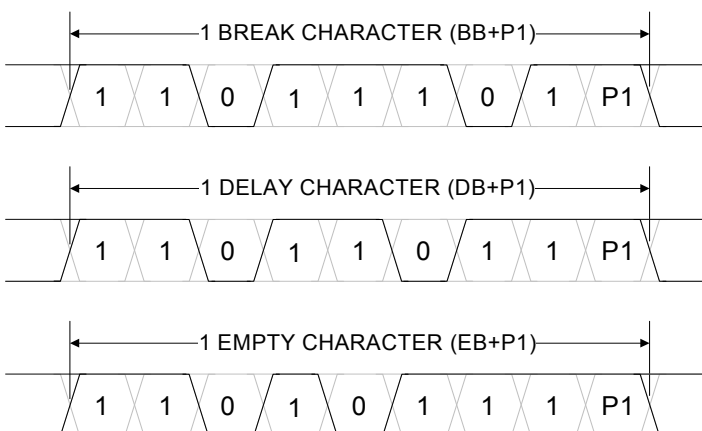 1 BREAK CHARACTER (BB+P1)
1 1 0 1 1 1 0 1 P1
1 DELAY CHARACTER (DB+P1)
1 1 0 1 1 0 1 1 P1
1 EMPTY CHARACTER (EB+P1)
1 1 0 1 0 1 1 1 P1